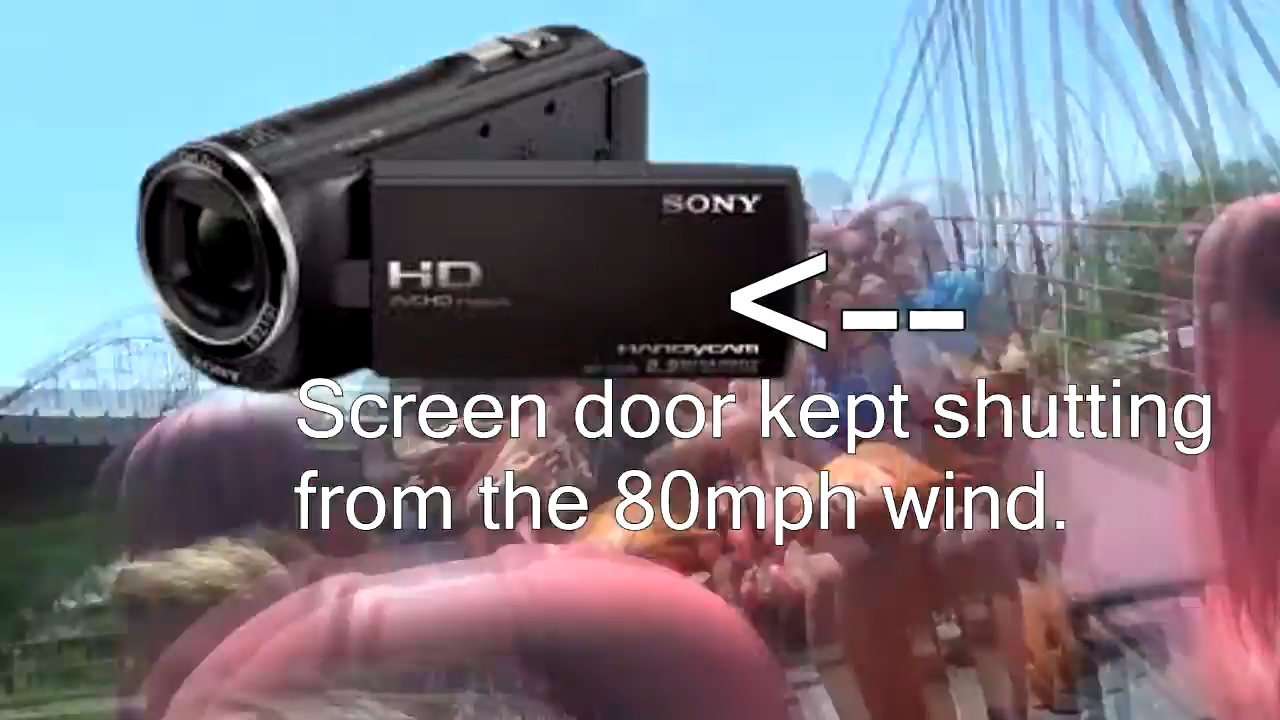 SONY
HD
<--
HANDYCAM
Screen door kept shutting
from the 80mph wind.